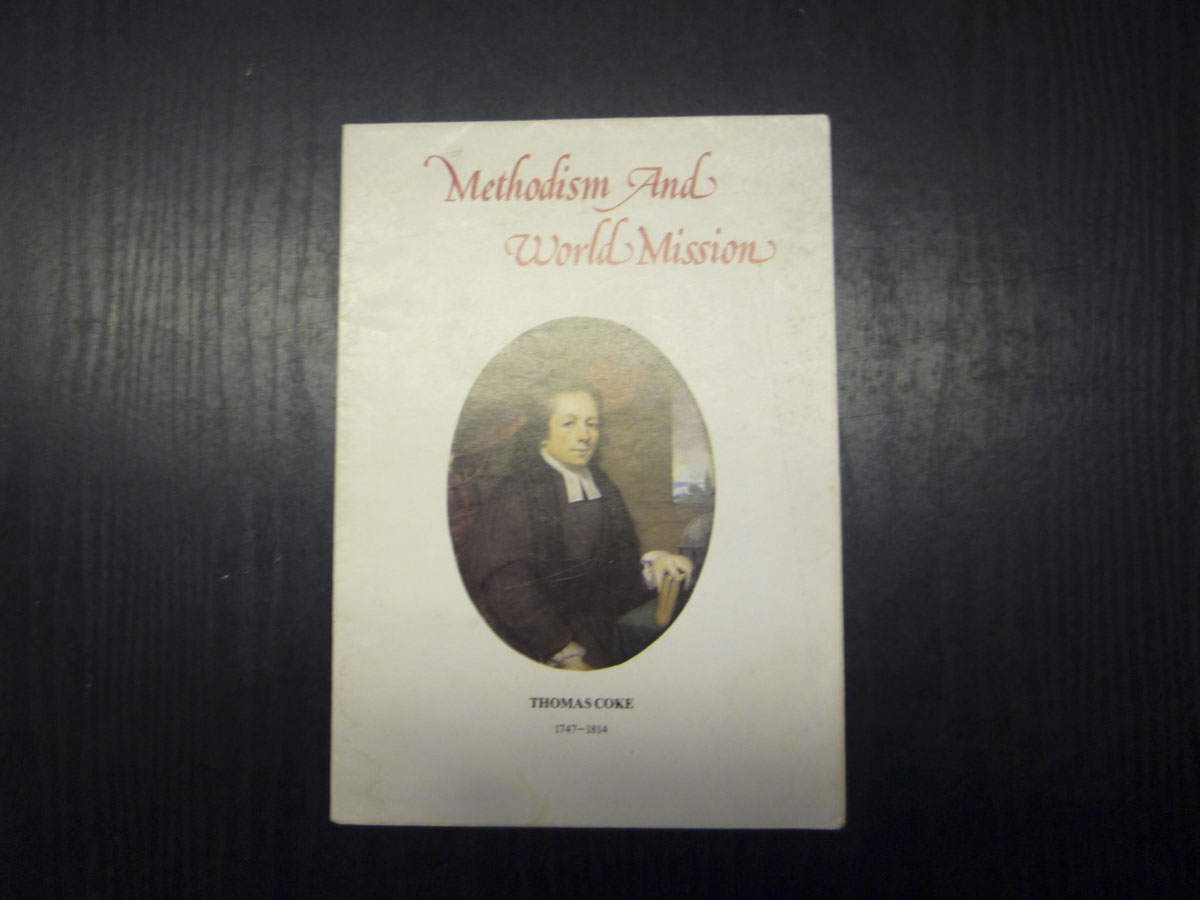 Methodism And
World Mission
THOMAS COKE
1747—1814